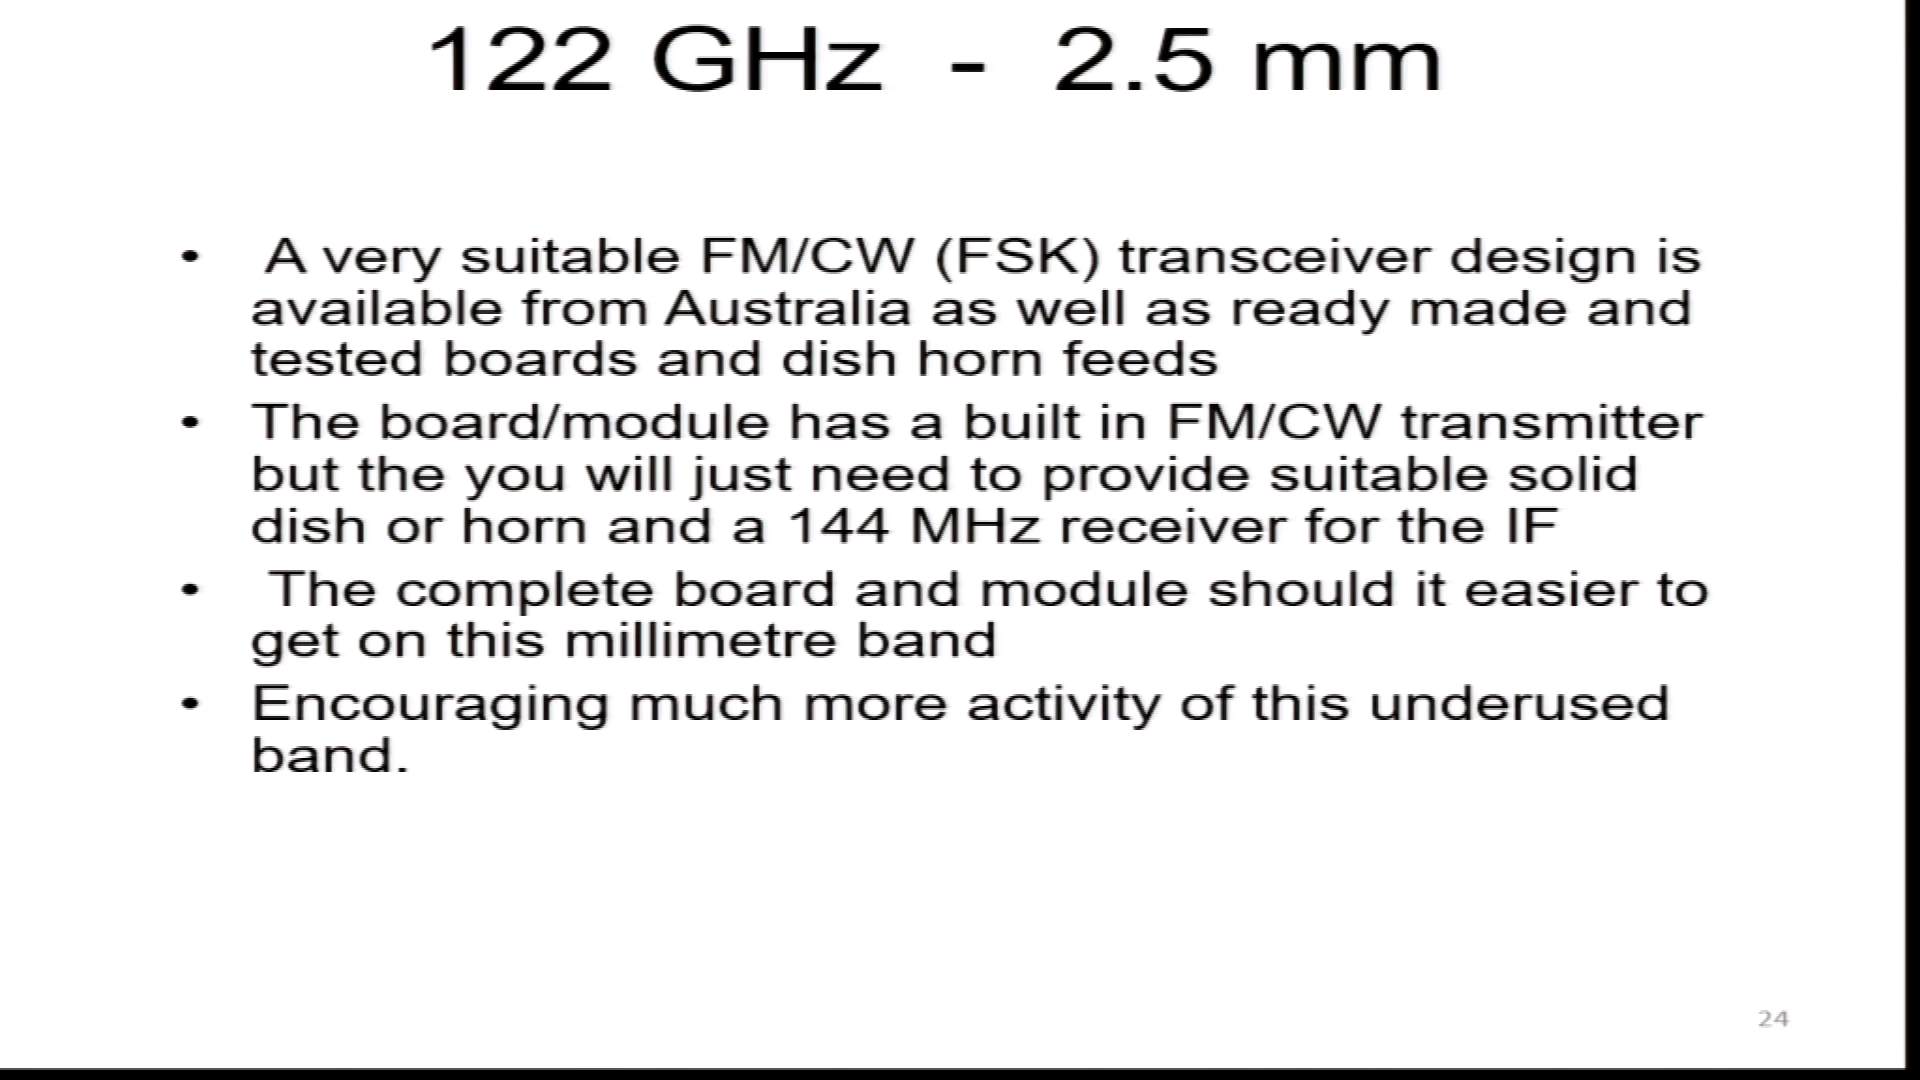 122 GHz - 2.5 mm
• A very suitable FM/CW (FSK) transceiver design is
available from Australia as well as ready made and
tested boards and dish horn feeds
• The board/module has a built in FM/CW transmitter
but the you will just need to provide suitable solid
dish or horn and a 144 MHz receiver for the IF
• The complete board and module should it easier to
get on this millimetre band
• Encouraging much more activity of this underused
band.
24